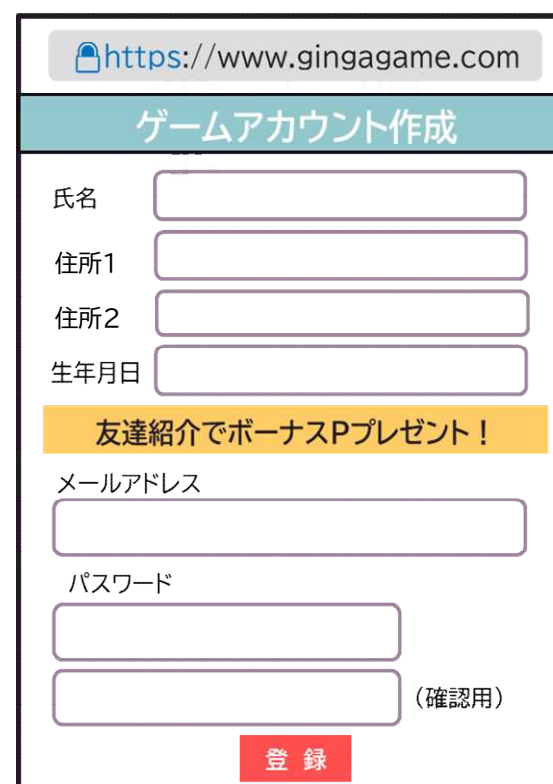 https://www.gingagame.com
ゲームアカウント作成
氏名
住所1
住所2
生年月日
友達紹介でボーナスPプレゼント！
メールアドレス
パスワード
（確認用）
登 録